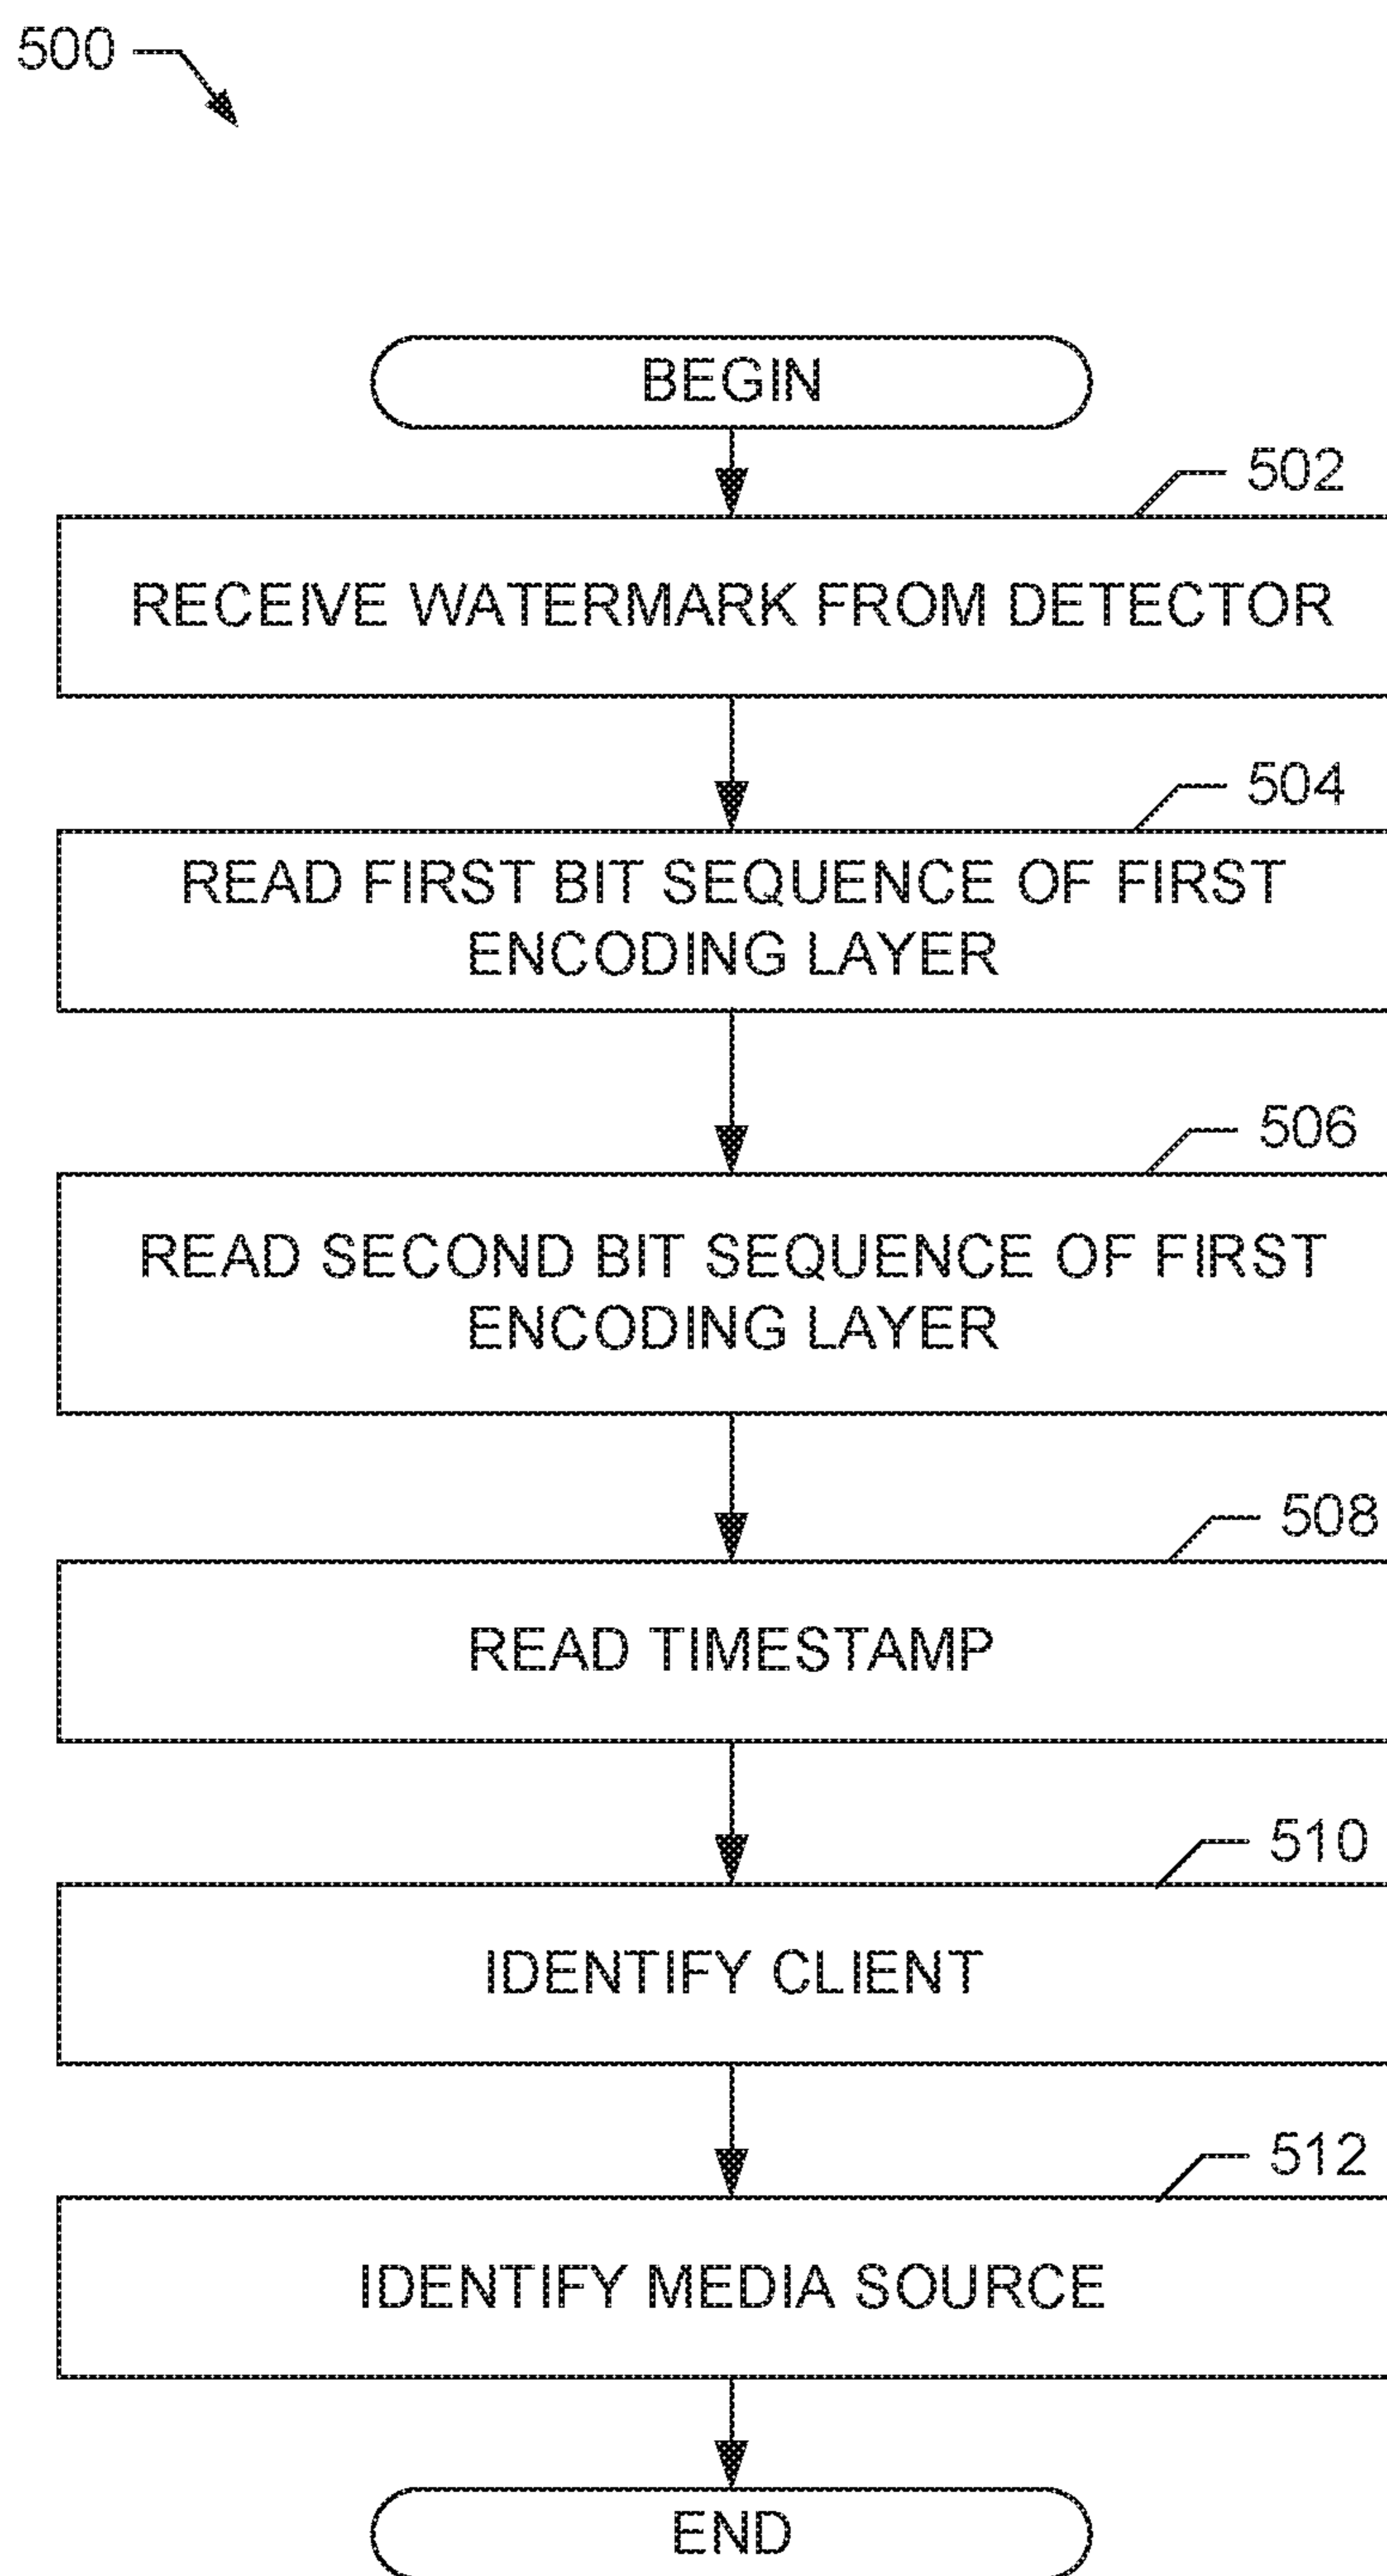 500
BEGIN
502
RECEIVE WATERMARK FROM DETECTOR
504
READ FIRST BIT SEQUENCE OF FIRST
ENCODING LAYER
506
READ SECOND BIT SEQUENCE OF FIRST
ENCODING LAYER
508
READ TIMESTAMP
510
IDENTIFY CLIENT
512
IDENTIFY MEDIA SOURCE
END